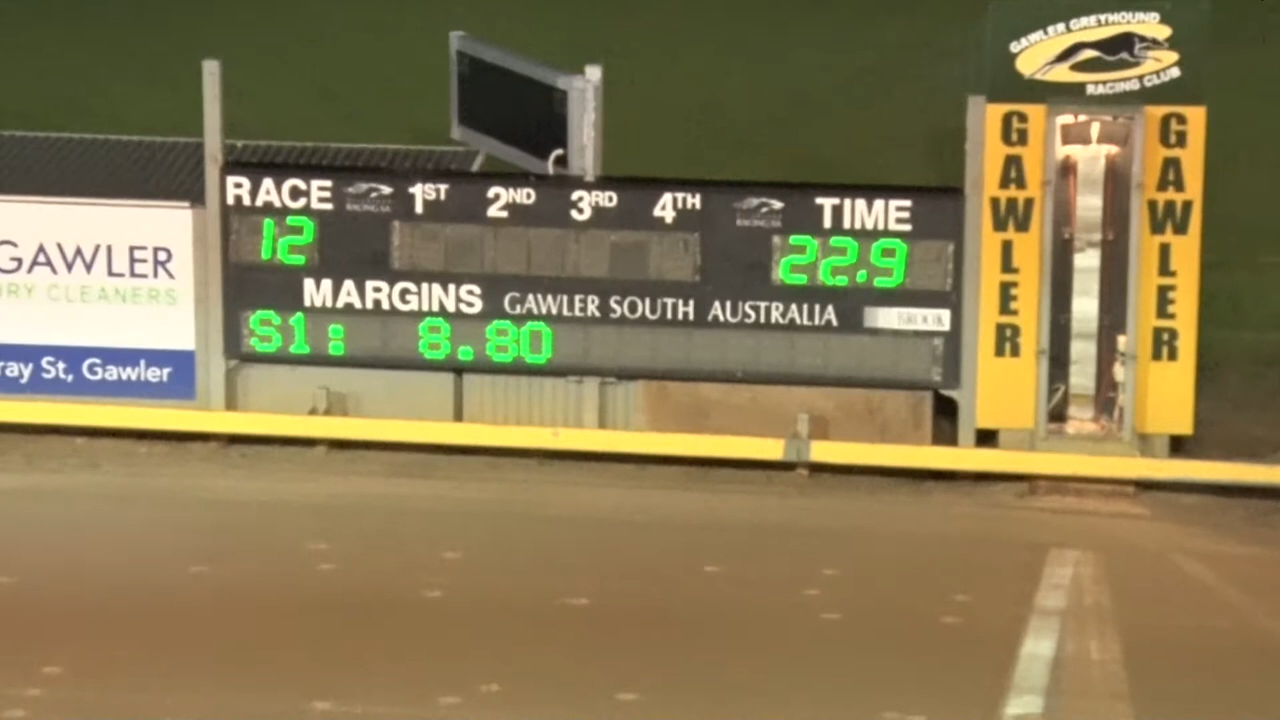 GAWLER GREYHOUND
RACING CLUB
GAWLER
GAWLER
RACE 1ST 2ND 3RD 4TH TIME
12 22.9
MARGINS GAWLER SOUTH AUSTRALIA BROOK
S1: 8.80
GAWLER
RY CLEANERS
ray St, Gawler